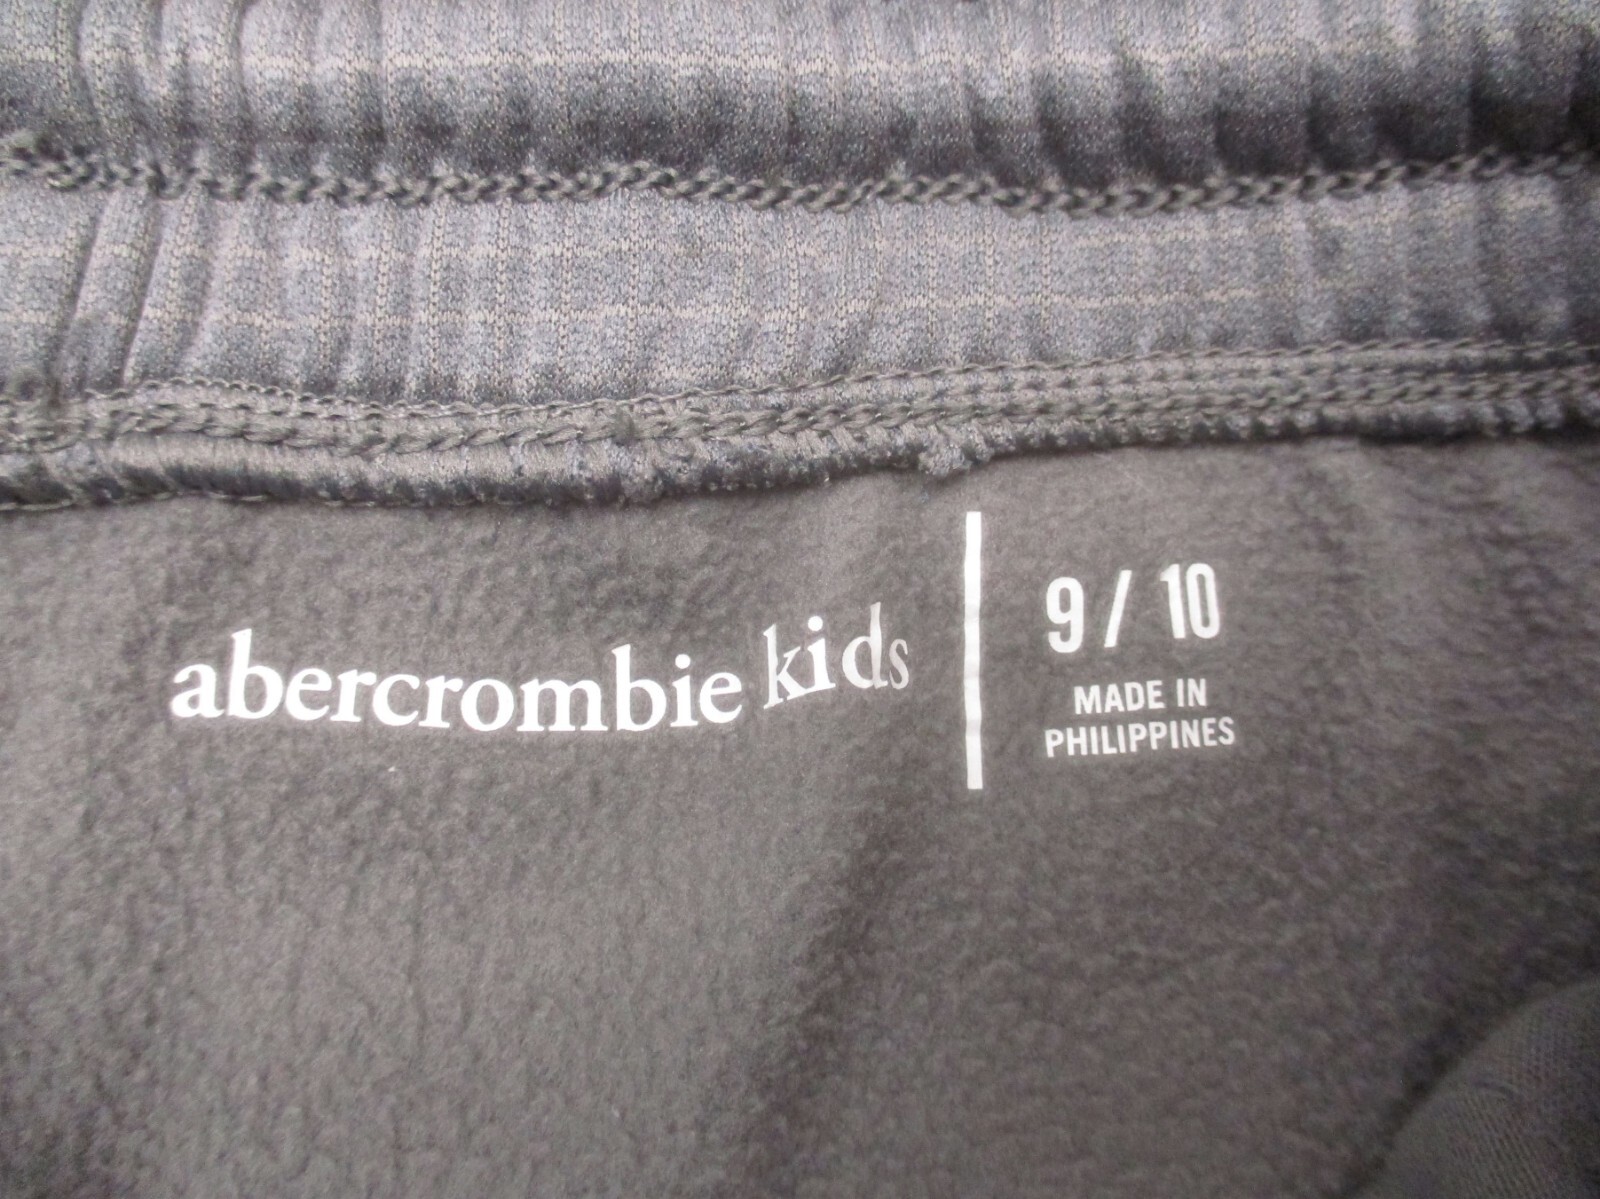 abercrombie kids
9 / 10
MADE IN
PHILIPPINES